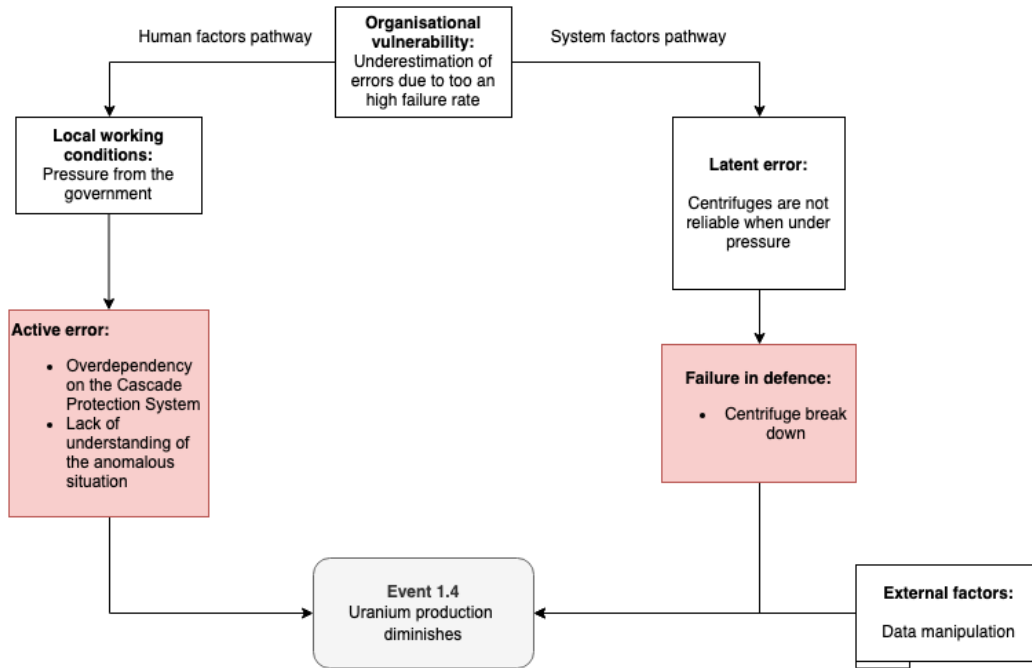 Human factors pathway
Organisational
vulnerability:
Underestimation of
errors due to too an
high failure rate
System factors pathway
Local working
conditions:
Pressure from the
government
Latent error:
Centrifuges are not
reliable when under
pressure
Active error:
• Overdependency
on the Cascade
Protection System
• Lack of
understanding of
the anomalous
situation
Failure in defence:
• Centrifuge break
down
Event 1.4
Uranium production
diminishes
External factors:
Data manipulation